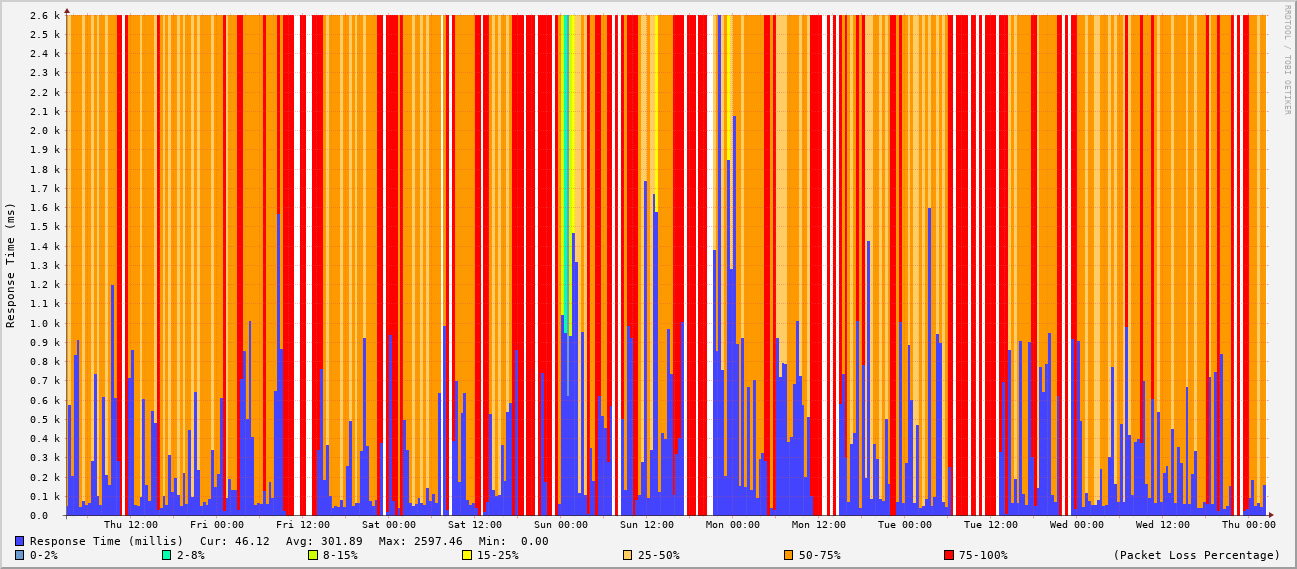 2.6 k
2.5 k
2.4 k
2.3 k
2.2 k
2.1 k
2.0 k
1.9 k
1.8 k
1.7 k
1.6 k
1.5 k
1.4 k
1.3 k
1.2 k
1.1 k
1.0 k
0.9 k
0.8 k
0.7 k
0.6 k
0.5 k
0.4 k
0.3 k
0.2 k
0.1 k
0.0
Response Time (ms)
RRDTOOL / TOBI OETIKER
Thu 12:00 Fri 00:00 Fri 12:00 Sat 00:00 Sat 12:00 Sun 00:00 Sun 12:00 Mon 00:00 Mon 12:00 Tue 00:00 Tue 12:00 Wed 00:00 Wed 12:00 Thu 00:00
Response Time (millis) Cur: 46.12 Avg: 301.89 Max: 2597.46 Min: 0.00
0-2% 2-8% 8-15% 15-25% 25-50% 50-75% 75-100% (Packet Loss Percentage)